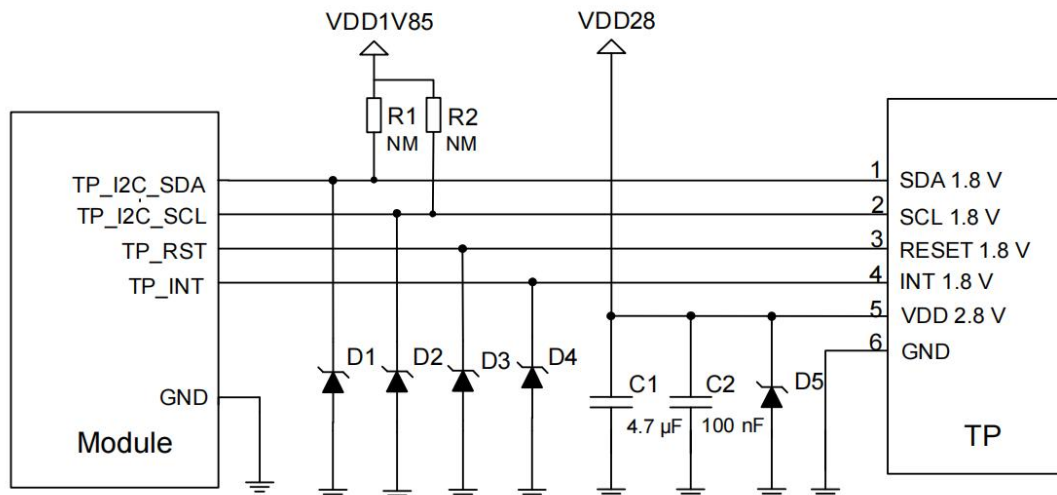 VDD1V85
VDD28
R1
NM
R2
NM
TP_I2C_SDA
TP_I2C_SCL
TP_RST
TP_INT
GND
Module
1
2
3
4
5
6
SDA 1.8 V
SCL 1.8 V
RESET 1.8 V
INT 1.8 V
VDD 2.8 V
GND
TP
D1
D2
D3
D4
C1
4.7 µF
C2
100 nF
D5